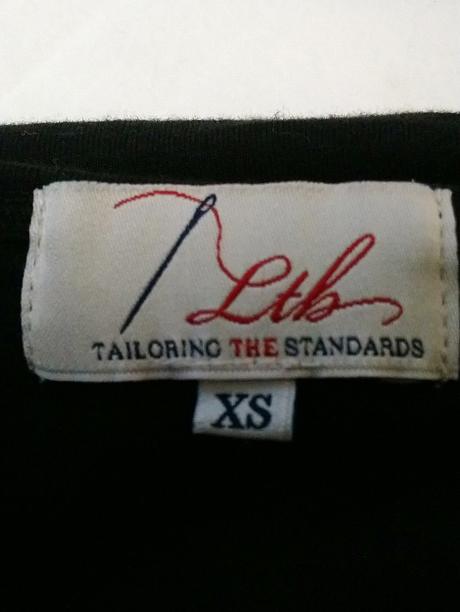 Ltb
TAILORING THE STANDARDS
XS